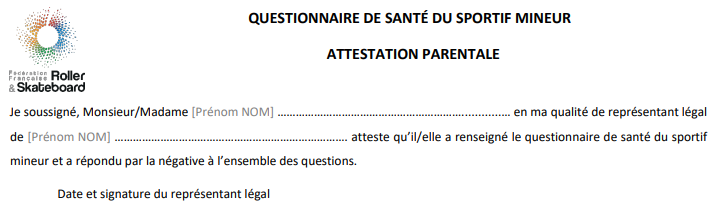 QUESTIONNAIRE DE SANTÉ DU SPORTIF MINEUR
ATTESTATION PARENTALE
Fédération
Française Roller
& Skateboard
Je soussigné, Monsieur/Madame [Prénom NOM] ……………………………………………………............… en ma qualité de représentant légal
de [Prénom NOM] …………………………………………………………………. atteste qu’il/elle a renseigné le questionnaire de santé du sportif
mineur et a répondu par la négative à l’ensemble des questions.
Date et signature du représentant légal